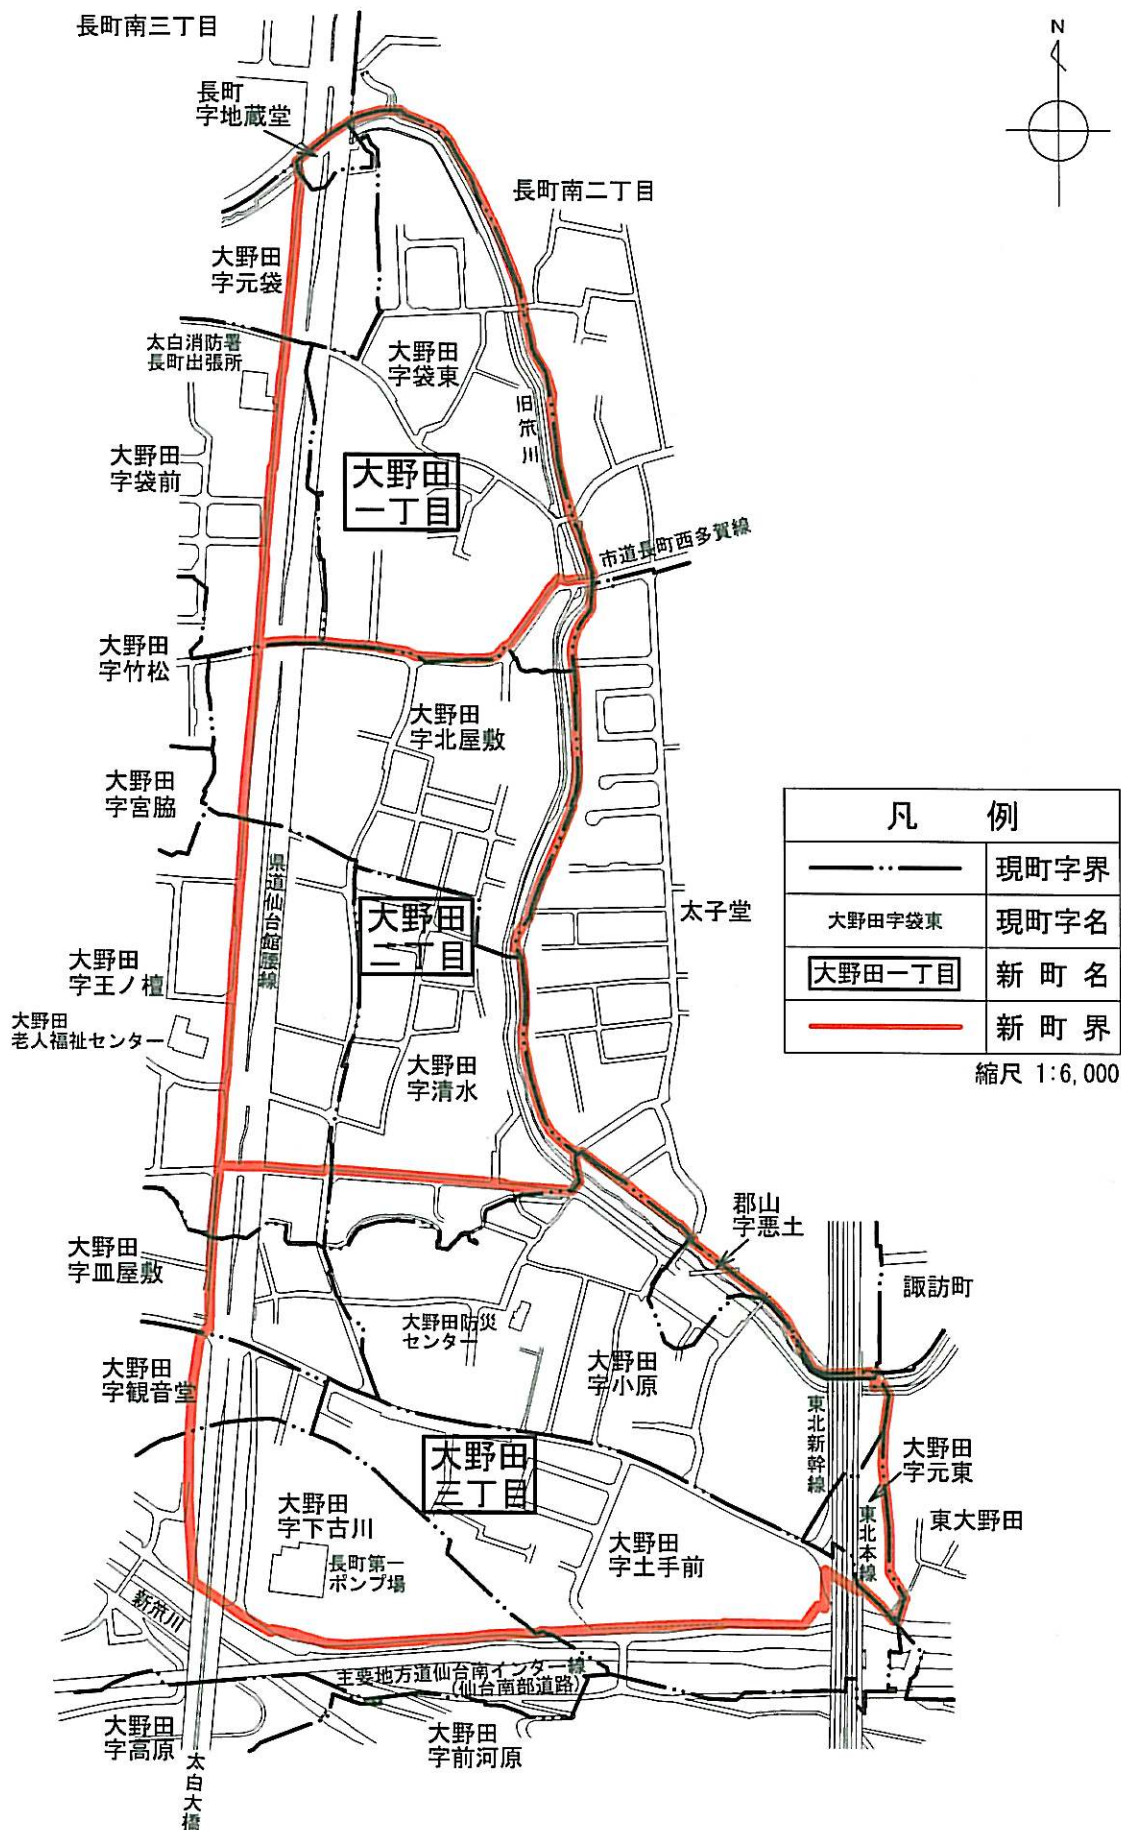 長町南三丁目
N
長町
字地蔵堂
長町南二丁目
大野田
字元袋
太白消防署
長町出張所
大野田
字袋東
旧笊川
大野田
字袋前
大野田
一丁目
市道長町西多賀線
大野田
字竹松
大野田
字北屋敷
大野田
字宮脇
凡 例
現町字界
大野田字袋東
現町字名
大野田一丁目
新町名
新町界
縮尺 1:6,000
県道仙台館腰線
大野田
二丁目
太子堂
大野田
字王ノ檀
大野田
老人福祉センター
大野田
字清水
郡山
字悪土
大野田
字皿屋敷
諏訪町
大野田防災
センター
大野田
字小原
大野田
字観音堂
東北新幹線
大野田
字元東
大野田
三丁目
東北本線
東大野田
大野田
字下古川
長町第一
ポンプ場
大野田
字土手前
新笊川
主要地方道仙台南インター線
(仙台南部道路)
大野田
字高原
大野田
字前河原
太白大橋